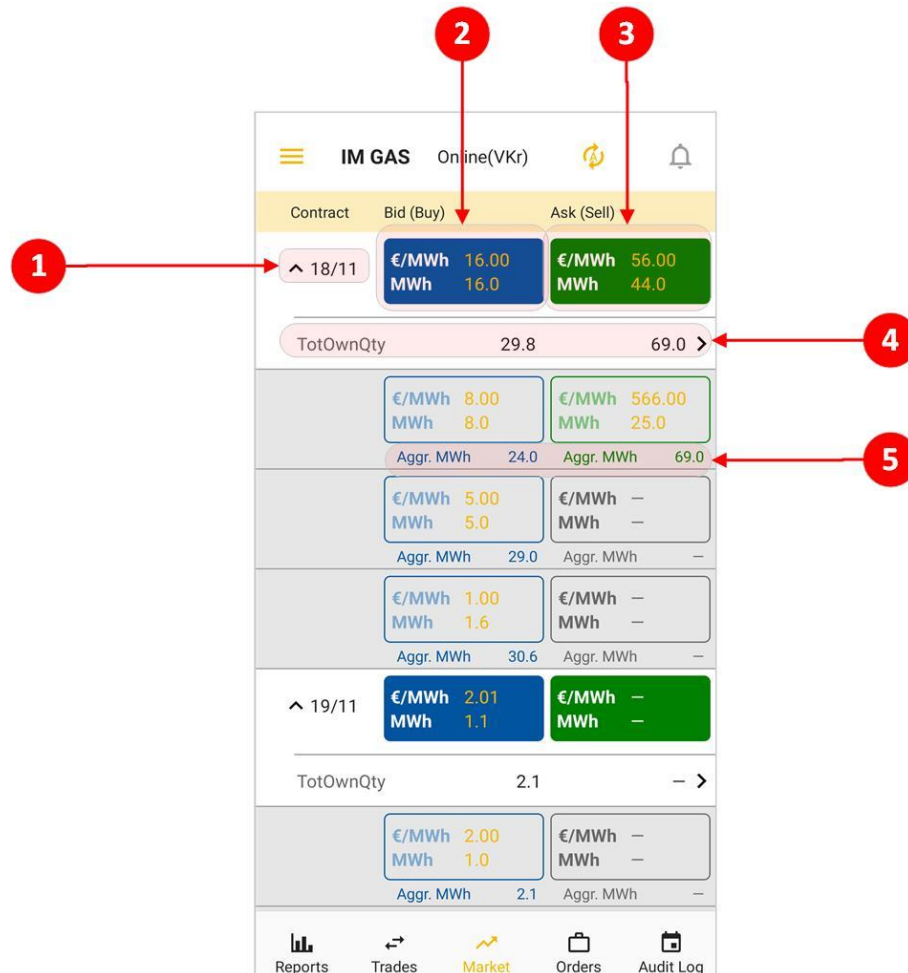 2 3
IM GAS Online(VKr)
Contract Bid (Buy) Ask (Sell)
1
18/11 €/MWh 16.00 €/MWh 56.00
MWh 16.0 MWh 44.0
TotOwnQty 29.8 69.0
4
€/MWh 8.00 €/MWh 566.00
MWh 8.0 MWh 25.0
Aggr. MWh 24.0 Aggr. MWh 69.0
5
€/MWh 5.00 €/MWh –
MWh 5.0 MWh –
Aggr. MWh 29.0 Aggr. MWh –
€/MWh 1.00 €/MWh –
MWh 1.6 MWh –
Aggr. MWh 30.6 Aggr. MWh –
19/11 €/MWh 2.01 €/MWh –
MWh 1.1 MWh –
TotOwnQty 2.1 –
€/MWh 2.00 €/MWh –
MWh 1.0 MWh –
Aggr. MWh 2.1 Aggr. MWh –
Reports Trades Market Orders Audit Log